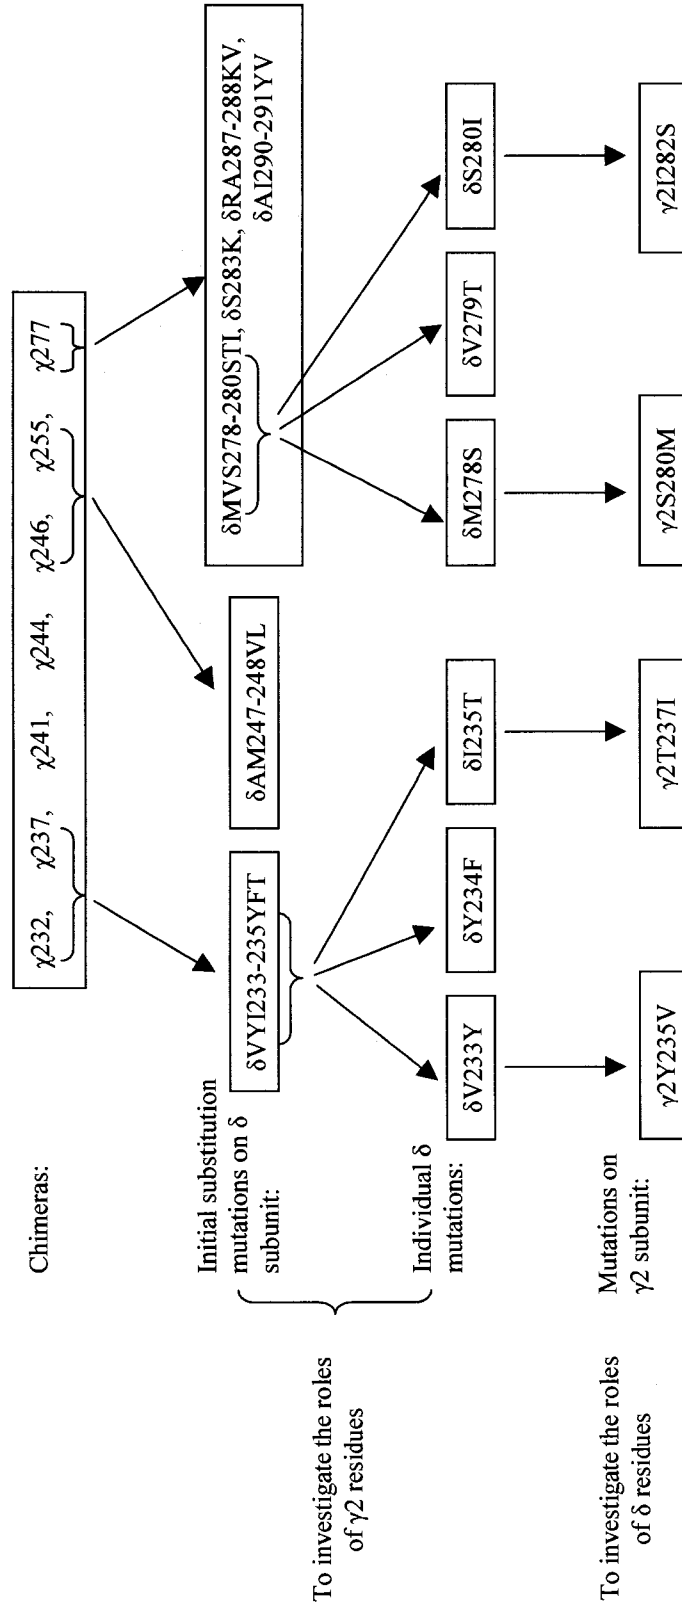 Chimeras:
χ232, χ237, χ241, χ244, χ246, χ255, χ277
Initial substitution
mutations on δ
subunit:
δVYI233-235YFT
δAM247-248VL
δMVS278-280STI, δS283K, δRA287-288KV,
δAI290-291YV
Individual δ
mutations:
δV233Y
δY234F
δI235T
δM278S
δV279T
δS280I
To investigate the roles
of γ2 residues
Mutations on
γ2 subunit:
γ2Y235V
γ2T237I
γ2S280M
γ2I282S
To investigate the roles
of δ residues